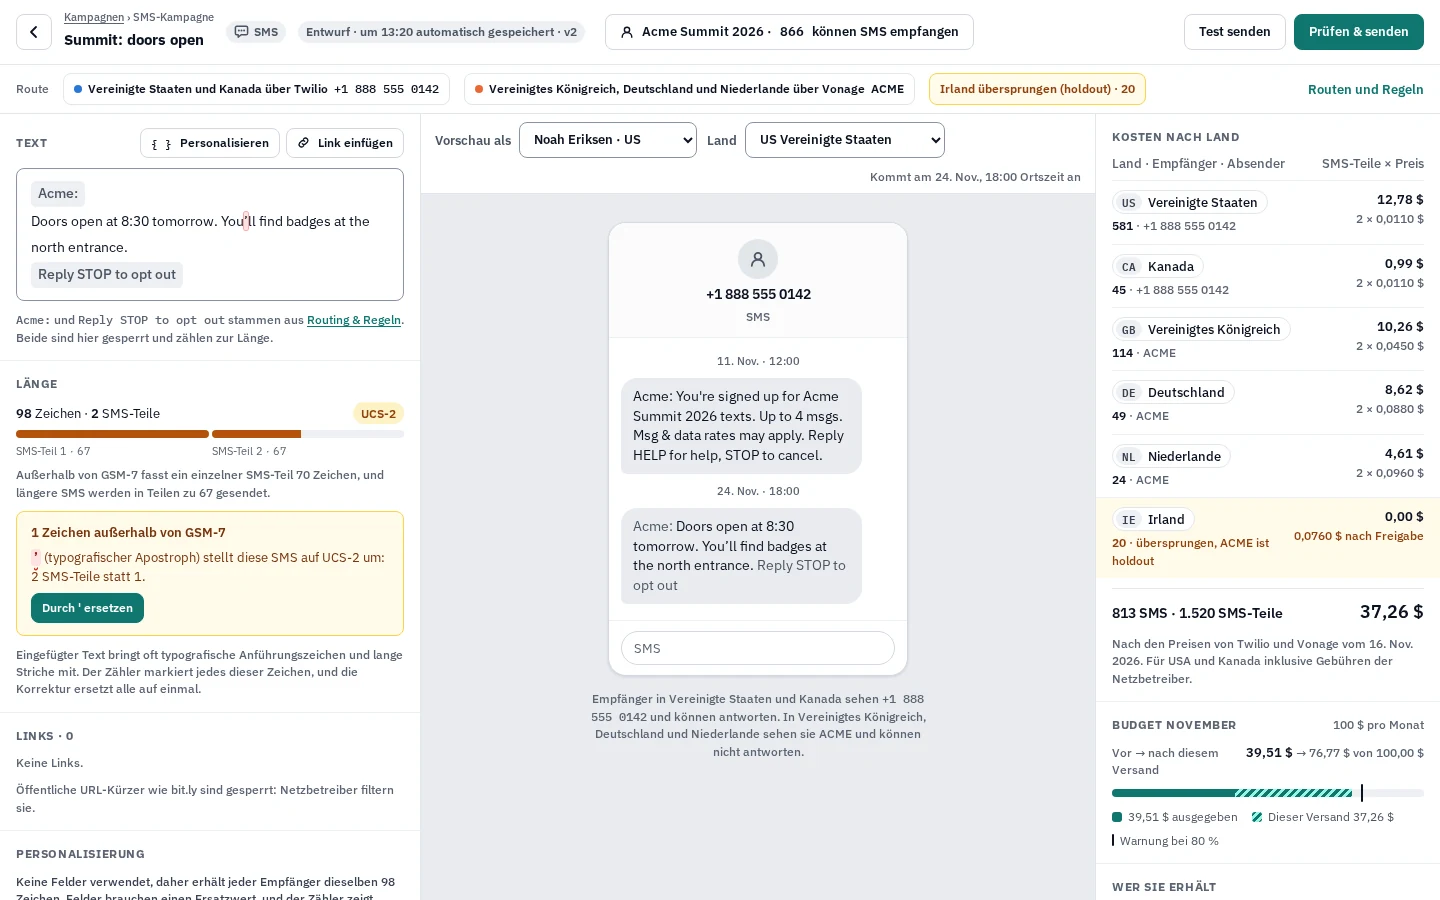 Kampagnen › SMS-Kampagne
Summit: doors open
SMS
Entwurf · um 13:20 automatisch gespeichert · v2
Acme Summit 2026 · 866 können SMS empfangen
Test senden
Prüfen & senden
Route
Vereinigte Staaten und Kanada über Twilio +1 888 555 0142
Vereinigtes Königreich, Deutschland und Niederlande über Vonage ACME
Irland übersprungen (holdout) · 20
Routen und Regeln
TEXT
{ } Personalisieren
Link einfügen
Acme:
Doors open at 8:30 tomorrow. You’ll find badges at the
north entrance.
Reply STOP to opt out
Acme: und Reply STOP to opt out stammen aus Routing & Regeln.
Beide sind hier gesperrt und zählen zur Länge.
LÄNGE
98 Zeichen · 2 SMS-Teile
UCS-2
SMS-Teil 1 · 67
SMS-Teil 2 · 67
Außerhalb von GSM-7 fasst ein einzelner SMS-Teil 70 Zeichen, und
längere SMS werden in Teilen zu 67 gesendet.
1 Zeichen außerhalb von GSM-7
’ (typografischer Apostroph) stellt diese SMS auf UCS-2 um:
2 SMS-Teile statt 1.
Durch ' ersetzen
Eingefügter Text bringt oft typografische Anführungszeichen und lange
Striche mit. Der Zähler markiert jedes dieser Zeichen, und die
Korrektur ersetzt alle auf einmal.
LINKS · 0
Keine Links.
Öffentliche URL-Kürzer wie bit.ly sind gesperrt: Netzbetreiber filtern
sie.
PERSONALISIERUNG
Keine Felder verwendet, daher erhält jeder Empfänger dieselben 98
Zeichen. Felder brauchen einen Ersatzwert, und der Zähler zeigt
Vorschau als
Noah Eriksen · US
Land
US Vereinigte Staaten
Kommt am 24. Nov., 18:00 Ortszeit an
+1 888 555 0142
SMS
11. Nov. · 12:00
Acme: You're signed up for Acme
Summit 2026 texts. Up to 4 msgs.
Msg & data rates may apply. Reply
HELP for help, STOP to cancel.
24. Nov. · 18:00
Acme: Doors open at 8:30
tomorrow. You’ll find badges at
the north entrance. Reply STOP to
opt out
SMS
Empfänger in Vereinigte Staaten und Kanada sehen +1 888
555 0142 und können antworten. In Vereinigtes Königreich,
Deutschland und Niederlande sehen sie ACME und können
nicht antworten.
KOSTEN NACH LAND
Land · Empfänger · Absender
SMS-Teile × Preis
US Vereinigte Staaten
12,78 $
581 · +1 888 555 0142
2 × 0,0110 $
CA Kanada
0,99 $
45 · +1 888 555 0142
2 × 0,0110 $
GB Vereinigtes Königreich
10,26 $
114 · ACME
2 × 0,0450 $
DE Deutschland
8,62 $
49 · ACME
2 × 0,0880 $
NL Niederlande
4,61 $
24 · ACME
2 × 0,0960 $
IE Irland
0,00 $
20 · übersprungen, ACME ist
holdout
0,0760 $ nach Freigabe
813 SMS · 1.520 SMS-Teile
37,26 $
Nach den Preisen von Twilio und Vonage vom 16. Nov.
2026. Für USA und Kanada inklusive Gebühren der
Netzbetreiber.
BUDGET NOVEMBER
100 $ pro Monat
Vor → nach diesem
Versand
39,51 $ → 76,77 $ von 100,00 $
39,51 $ ausgegeben
Dieser Versand 37,26 $
Warnung bei 80 %
WER SIE ERHÄLT